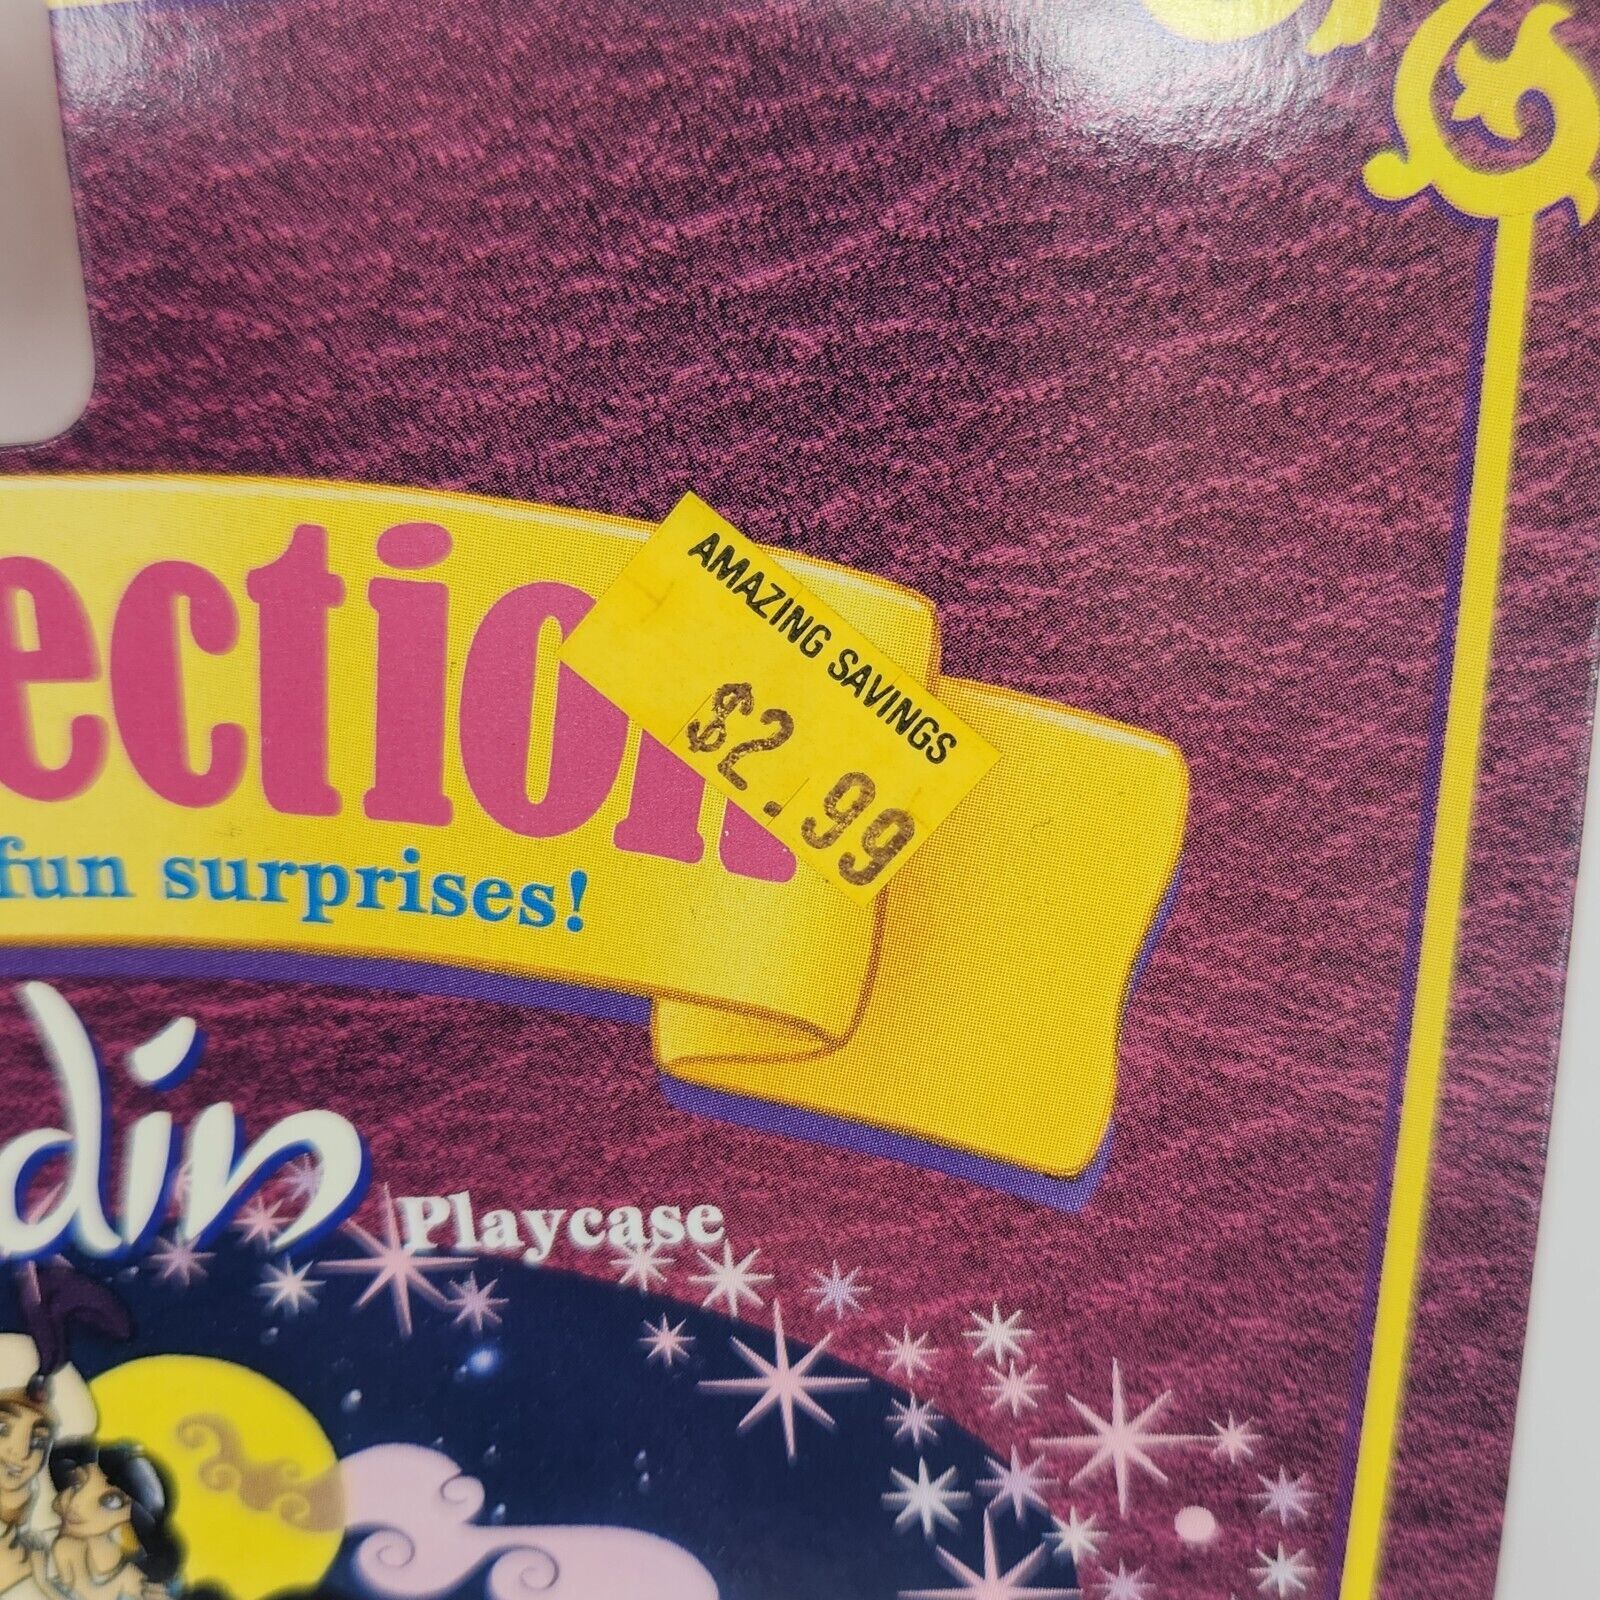 AMAZING SAVINGS
$2.99
ection
fun surprises!
din Playcase